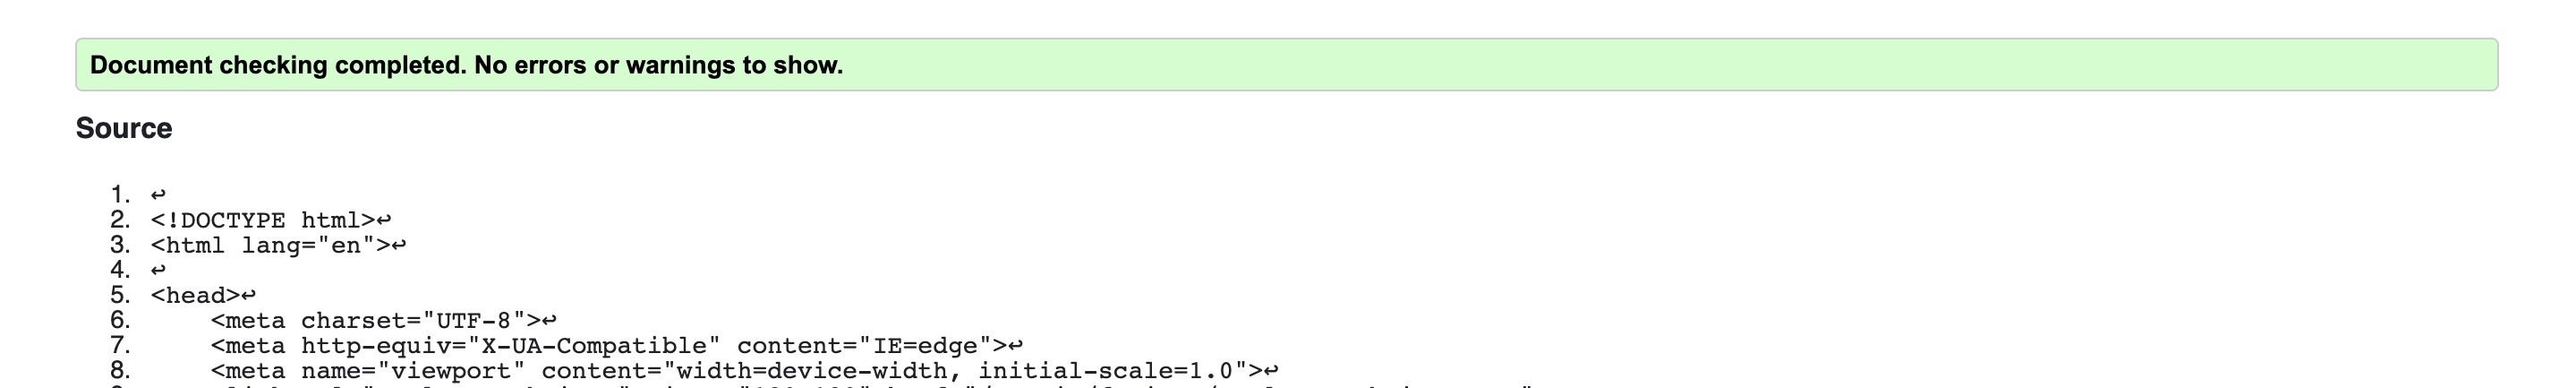 Document checking completed. No errors or warnings to show.
Source
1. ↩
2. <!DOCTYPE html>↩
3. <html lang="en">↩
4. ↩
5. <head>↩
6.     <meta charset="UTF-8">↩
7.     <meta http-equiv="X-UA-Compatible" content="IE=edge">↩
8.     <meta name="viewport" content="width=device-width, initial-scale=1.0">↩